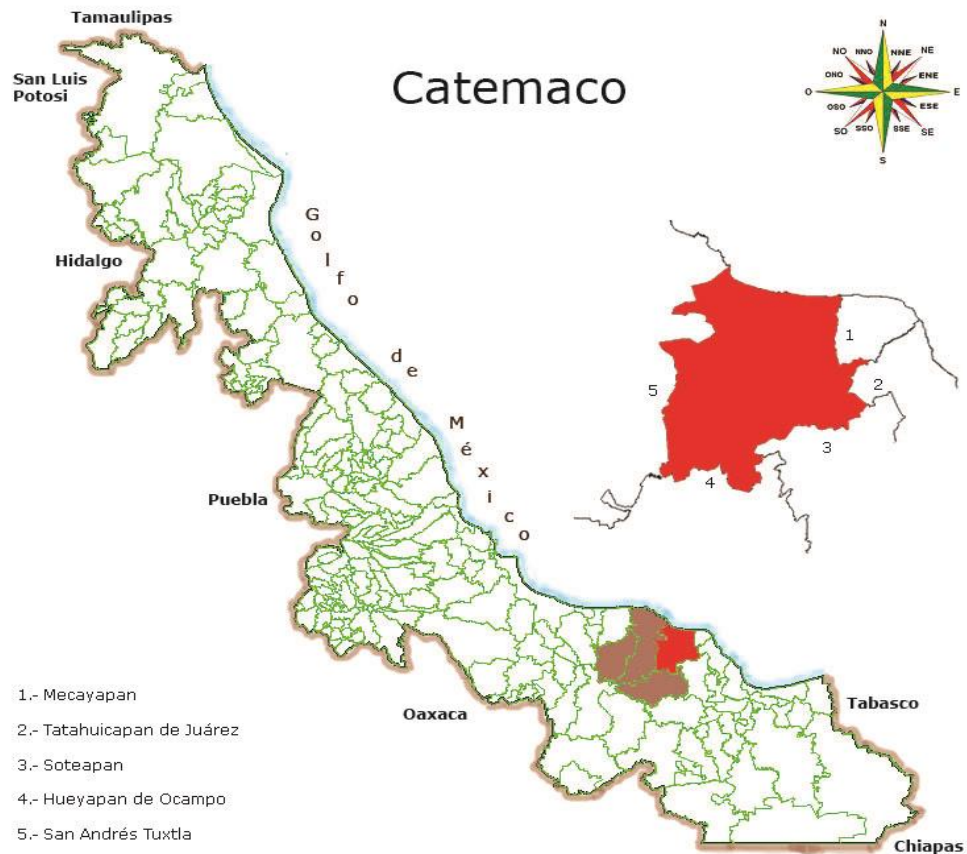 Tamaulipas
San Luis
Potosi
Catemaco
N
NNO
NNE
NO
NE
ONO
ENE
O
E
OSO
ESE
SO
SSO
SSE
SE
S
Golfo
de
México
Hidalgo
1
2
5
3
4
Puebla
Oaxaca
Tabasco
Chiapas
1.- Mecayapan
2.- Tatahuicapan de Juárez
3.- Soteapan
4.- Hueyapan de Ocampo
5.- San Andrés Tuxtla